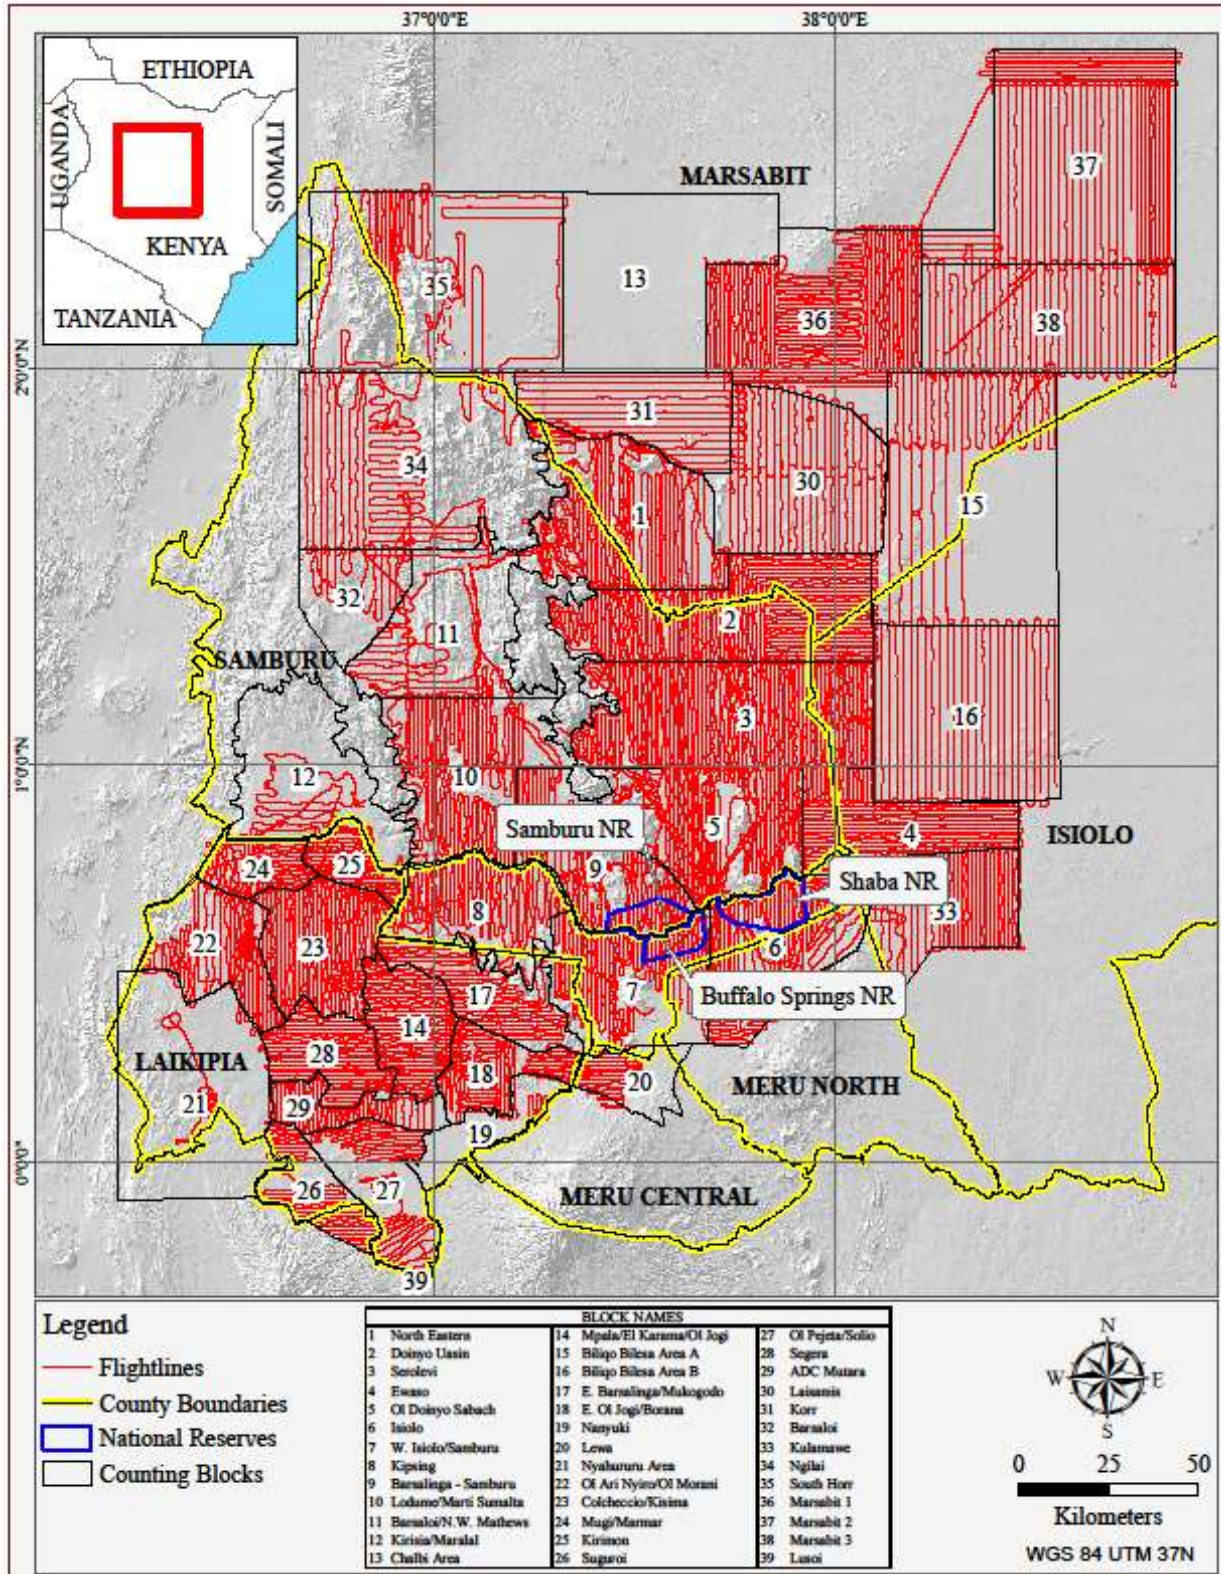 37°0'0"E
38°0'0"E
ETHIOPIA
UGANDA
SOMALI
KENYA
TANZANIA
MARSABIT
37
13
35
36
38
2°0'0"N
31
34
30
15
1
32
2
11
SAMBURU
3
16
12
10
1°0'0"N
Samburu NR
5
4
ISIOLO
24
25
9
Shaba NR
8
33
22
23
6
17
7
Buffalo Springs NR
14
28
LAIKIPIA
18
20
MERU NORTH
21
29
19
0°0'0"
26
27
MERU CENTRAL
39
Legend
Flightlines
County Boundaries
National Reserves
Counting Blocks
BLOCK NAMES
1 North Eastern
2 Doinyo Uasin
3 Serolevi
4 Ewaso
5 Ol Doinyo Sabach
6 Isiolo
7 W. Isiolo/Samburu
8 Kipsing
9 Barsalinga - Samburu
10 Lodume/Marti Sumalta
11 Barsaloi/N.W. Mathews
12 Kirisia/Maralal
13 Chalbi Area
14 Mpala/El Karama/Ol Jogi
15 Biliqo Bilesa Area A
16 Biliqo Bilesa Area B
17 E. Barsalinga/Mukogodo
18 E. Ol Jogi/Borana
19 Nanyuki
20 Lewa
21 Nyahururu Area
22 Ol Ari Nyiro/Ol Morani
23 Colcheccio/Kisima
24 Mugi/Marmar
25 Kirimon
26 Suguroi
27 Ol Pejeta/Solio
28 Segera
29 ADC Mutara
30 Laisamis
31 Korr
32 Barsaloi
33 Kulamawe
34 Ngilai
35 South Horr
36 Marsabit 1
37 Marsabit 2
38 Marsabit 3
39 Lusoi
N
W E
S
0 25 50
Kilometers
WGS 84 UTM 37N